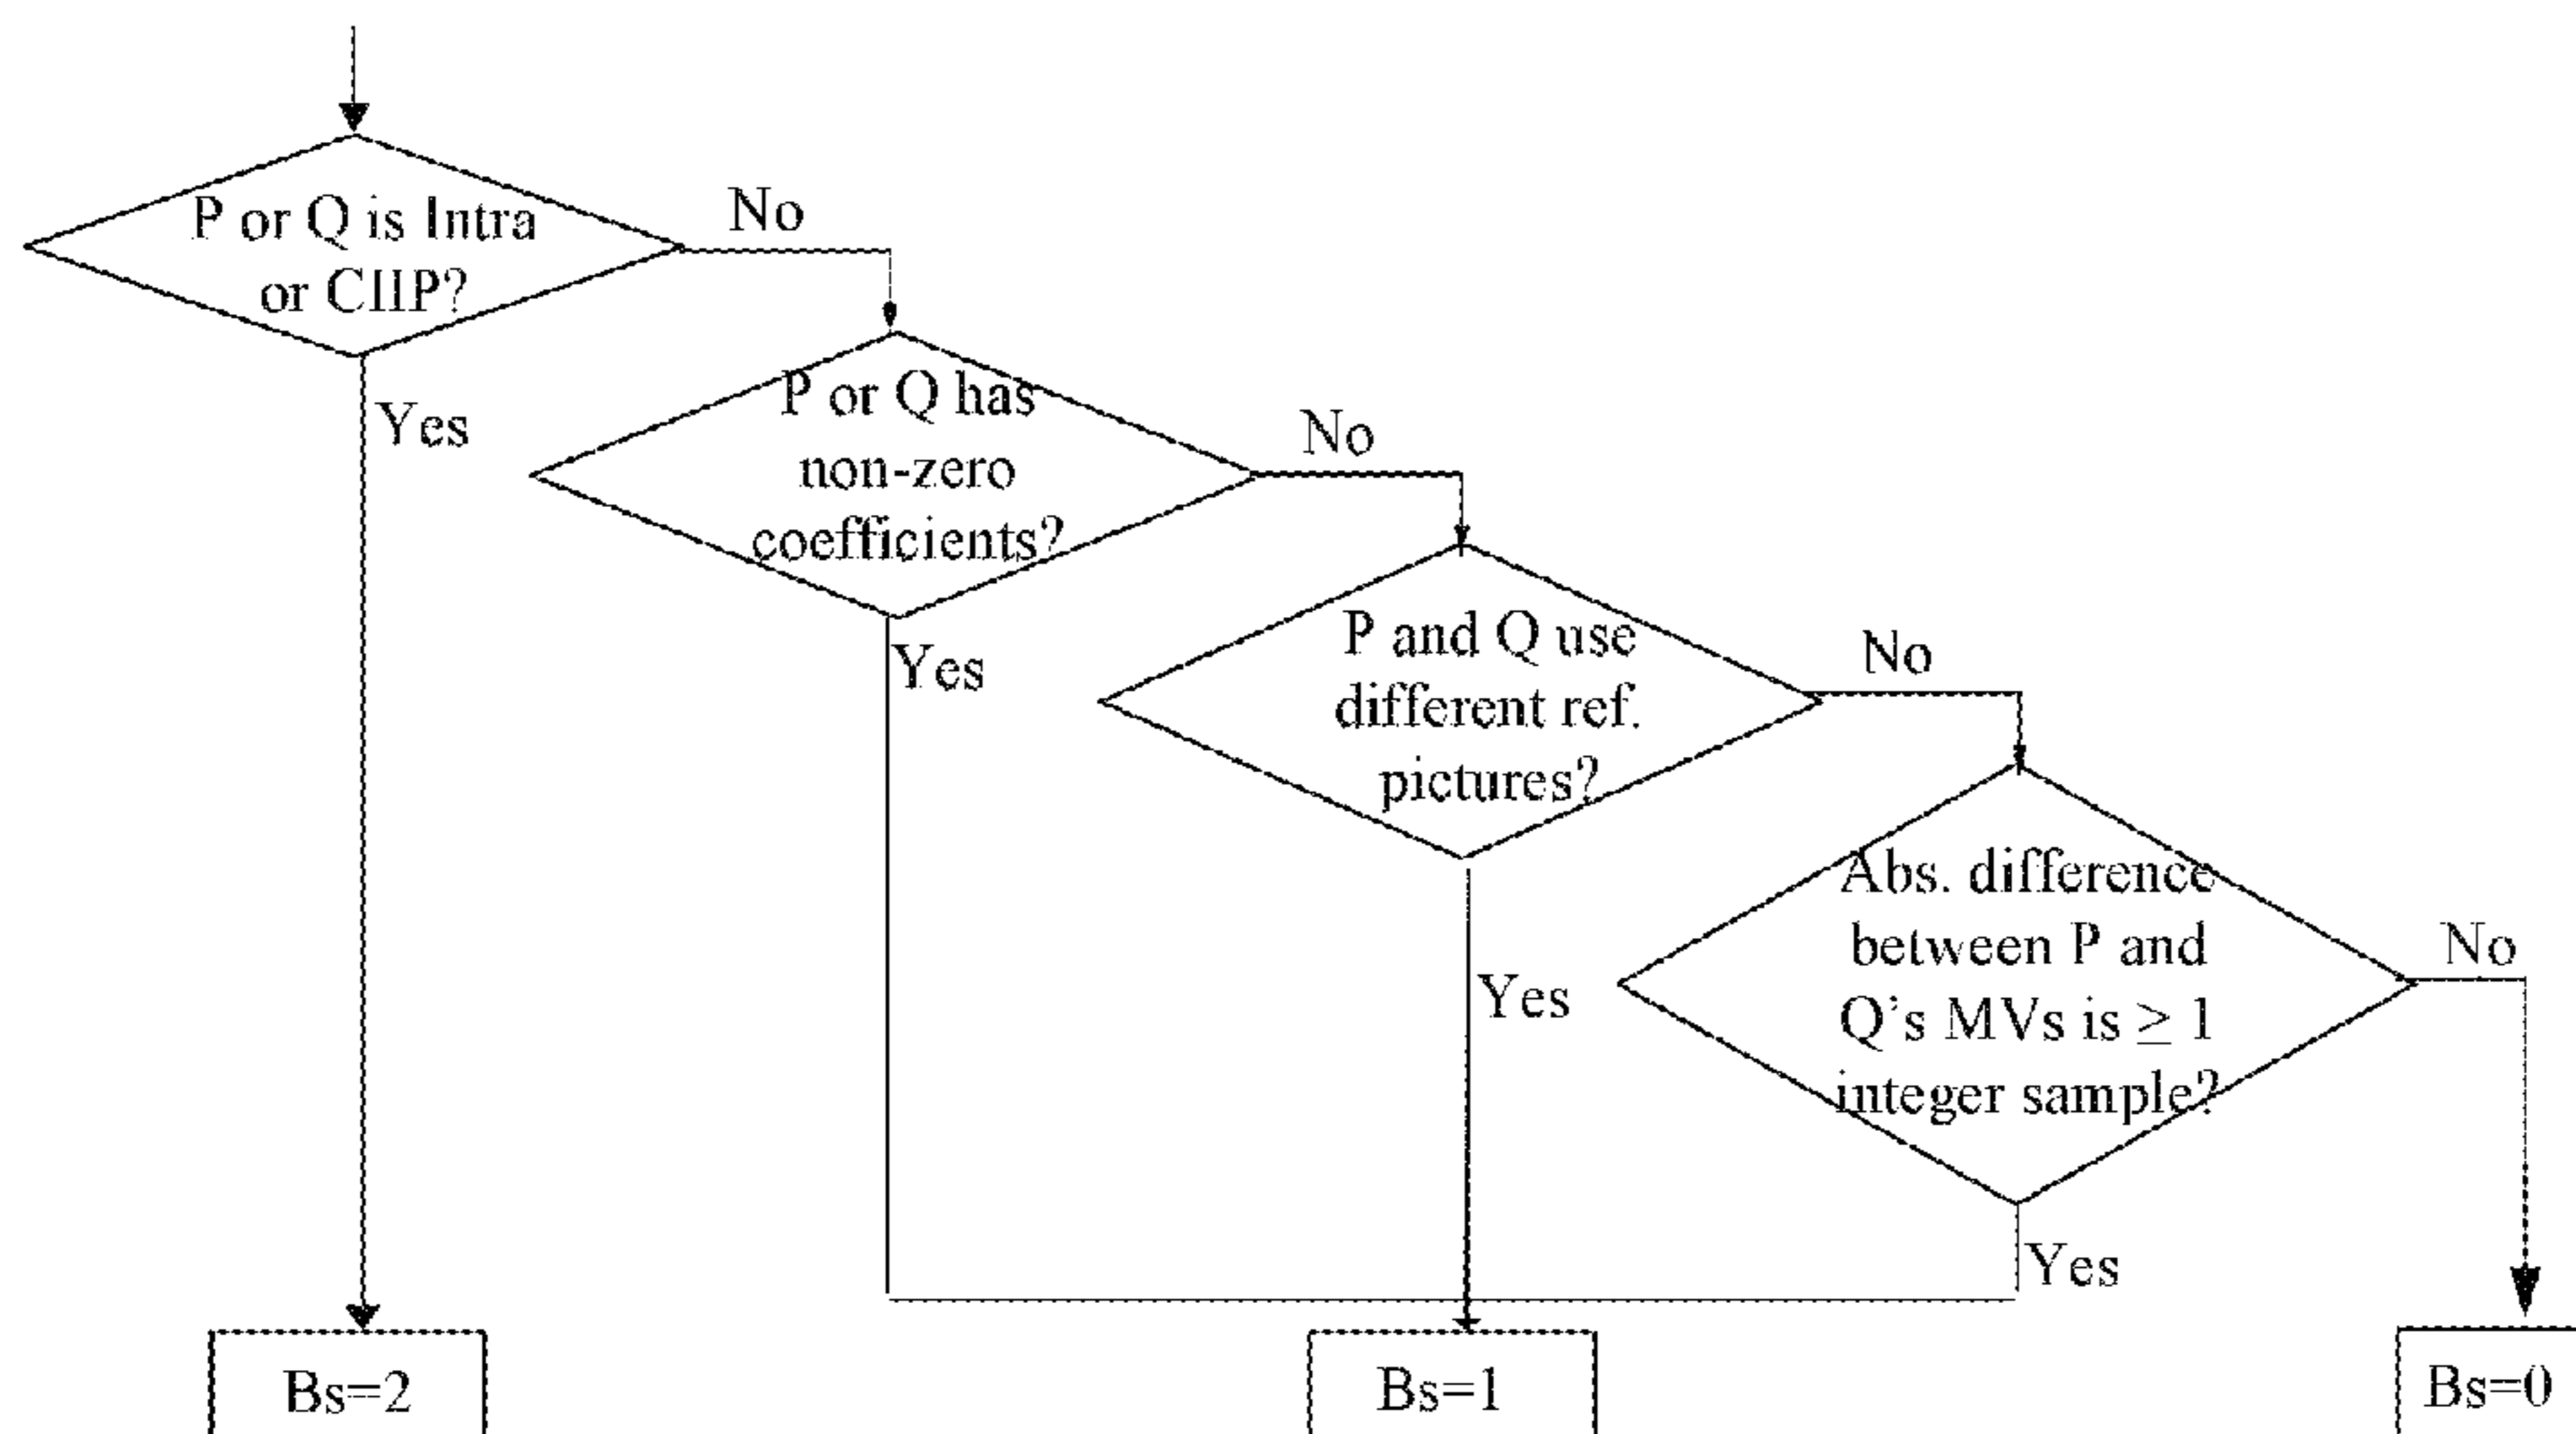 P or Q is Intra
or CIIP?
No
Yes
P or Q has
non-zero
coefficients?
No
Yes
P and Q use
different ref.
pictures?
No
Yes
Abs. difference
between P and
Q's MVs is ≥ 1
integer sample?
No
Yes
Bs=2
Bs=1
Bs=0